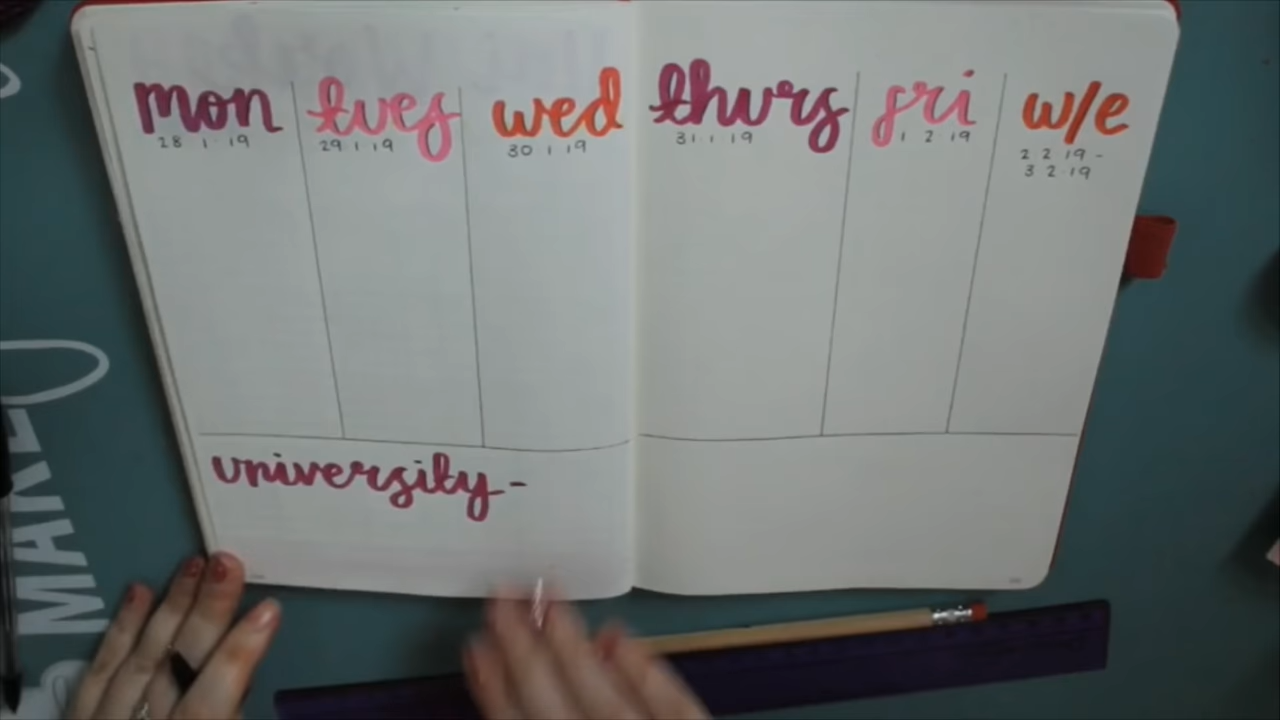 mon
28 1 19
tues
29 1 19
wed
30 1 19
thurs
31 1 19
fri
1 2 19
w/e
2 2 19 -
3 2 19
university -
MAKE